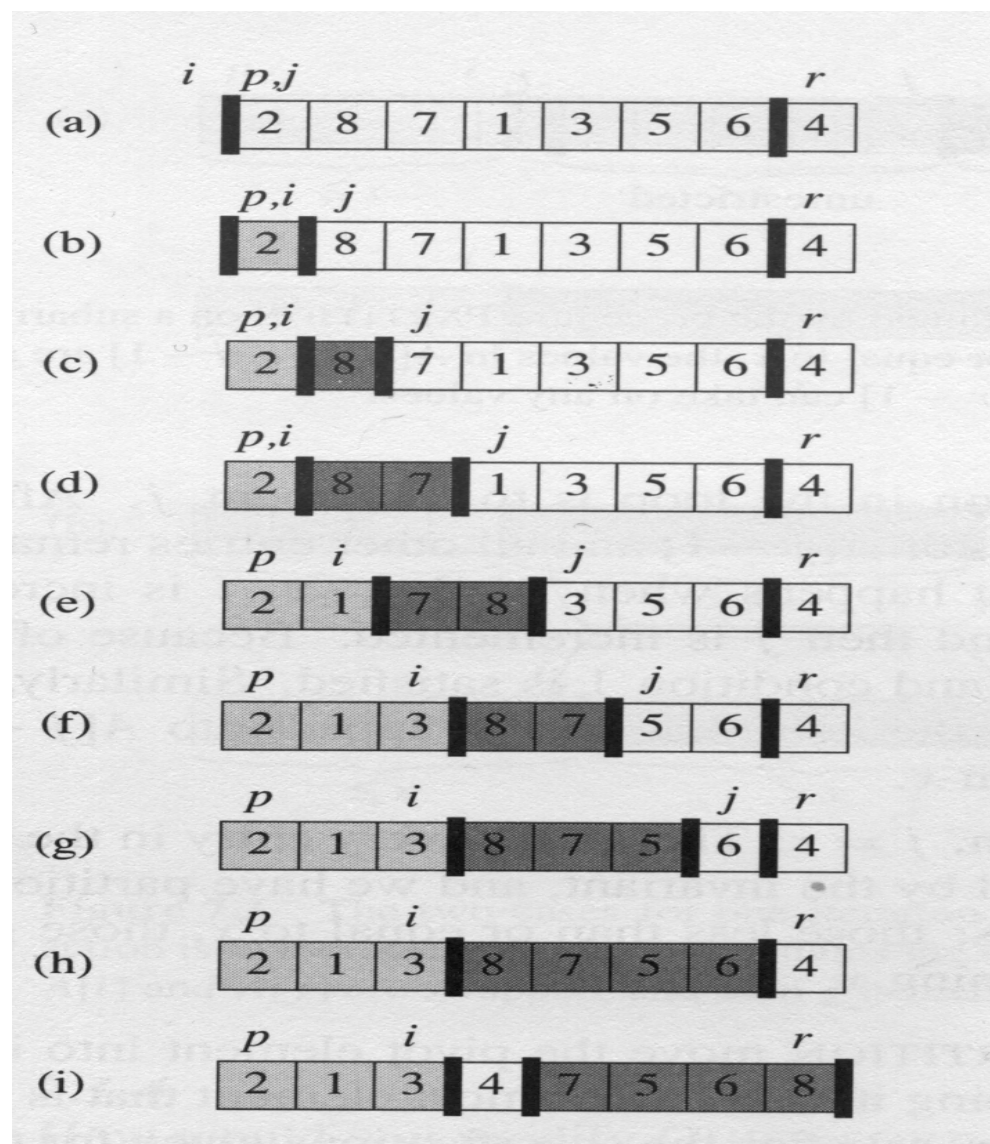 i p,j r
(a) 2 8 7 1 3 5 6 4
p,i j r
(b) 2 8 7 1 3 5 6 4
p,i j r
(c) 2 8 7 1 3 5 6 4
p,i j r
(d) 2 8 7 1 3 5 6 4
p i j r
(e) 2 1 7 8 3 5 6 4
p i j r
(f) 2 1 3 8 7 5 6 4
p i j r
(g) 2 1 3 8 7 5 6 4
p i r
(h) 2 1 3 8 7 5 6 4
p i r
(i) 2 1 3 4 7 5 6 8